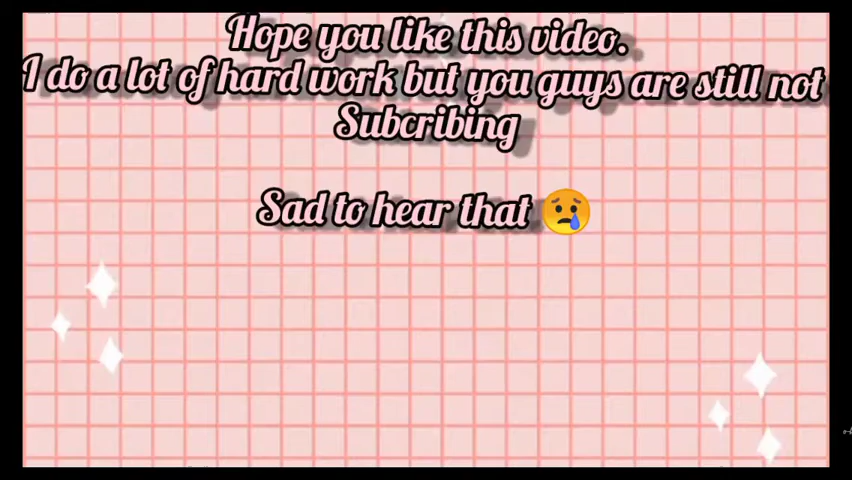 Hope you like this video.
I do a lot of hard work but you guys are still not
Subcribing
Sad to hear that 😢